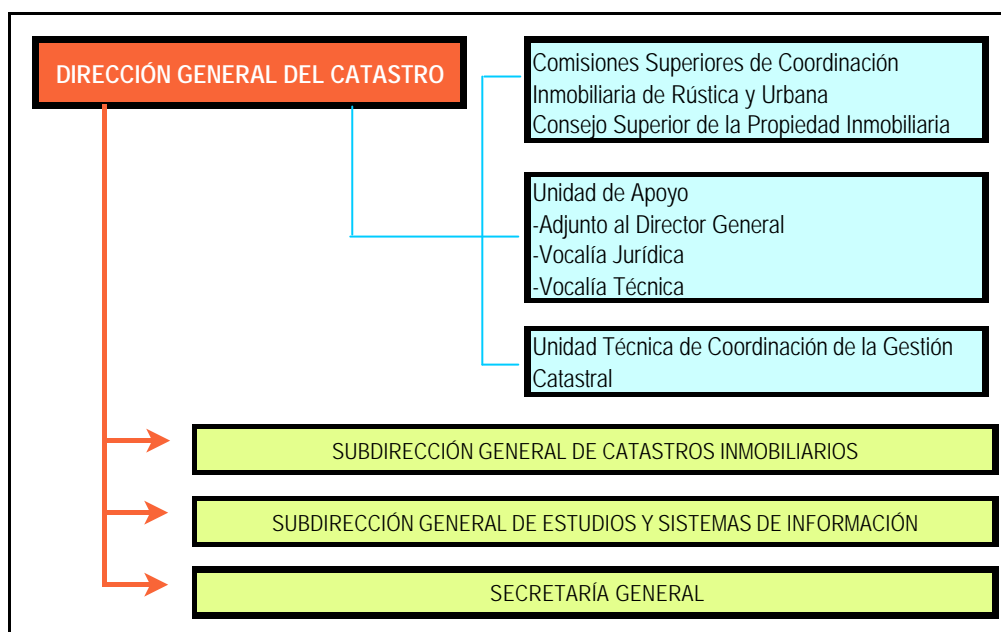 DIRECCIÓN GENERAL DEL CATASTRO
Comisiones Superiores de Coordinación
Inmobiliaria de Rústica y Urbana
Consejo Superior de la Propiedad Inmobiliaria
Unidad de Apoyo
-Adjunto al Director General
-Vocalía Jurídica
-Vocalía Técnica
Unidad Técnica de Coordinación de la Gestión
Catastral
SUBDIRECCIÓN GENERAL DE CATASTROS INMOBILIARIOS
SUBDIRECCIÓN GENERAL DE ESTUDIOS Y SISTEMAS DE INFORMACIÓN
SECRETARÍA GENERAL